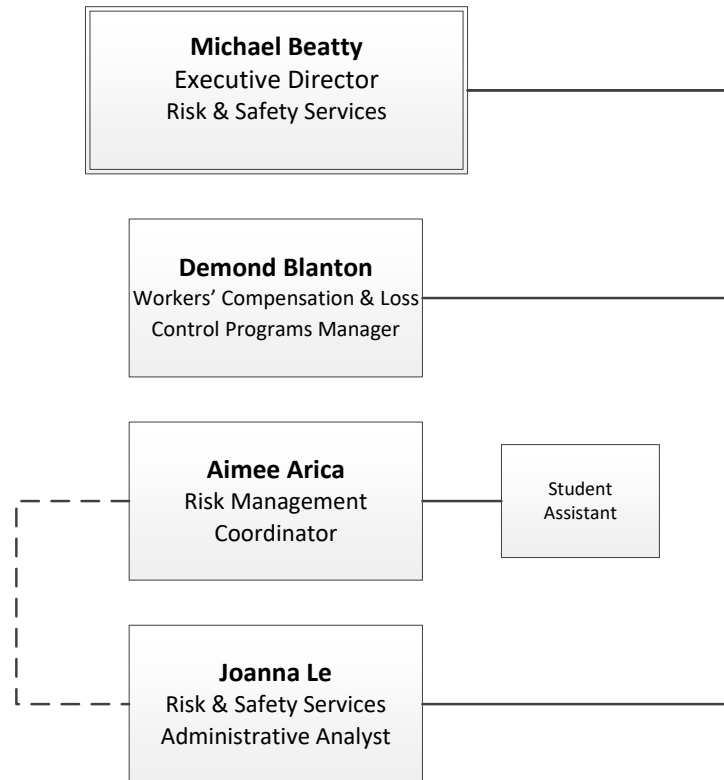 Michael Beatty
Executive Director
Risk & Safety Services
Demond Blanton
Workers’ Compensation & Loss
Control Programs Manager
Aimee Arica
Risk Management
Coordinator
Student
Assistant
Joanna Le
Risk & Safety Services
Administrative Analyst